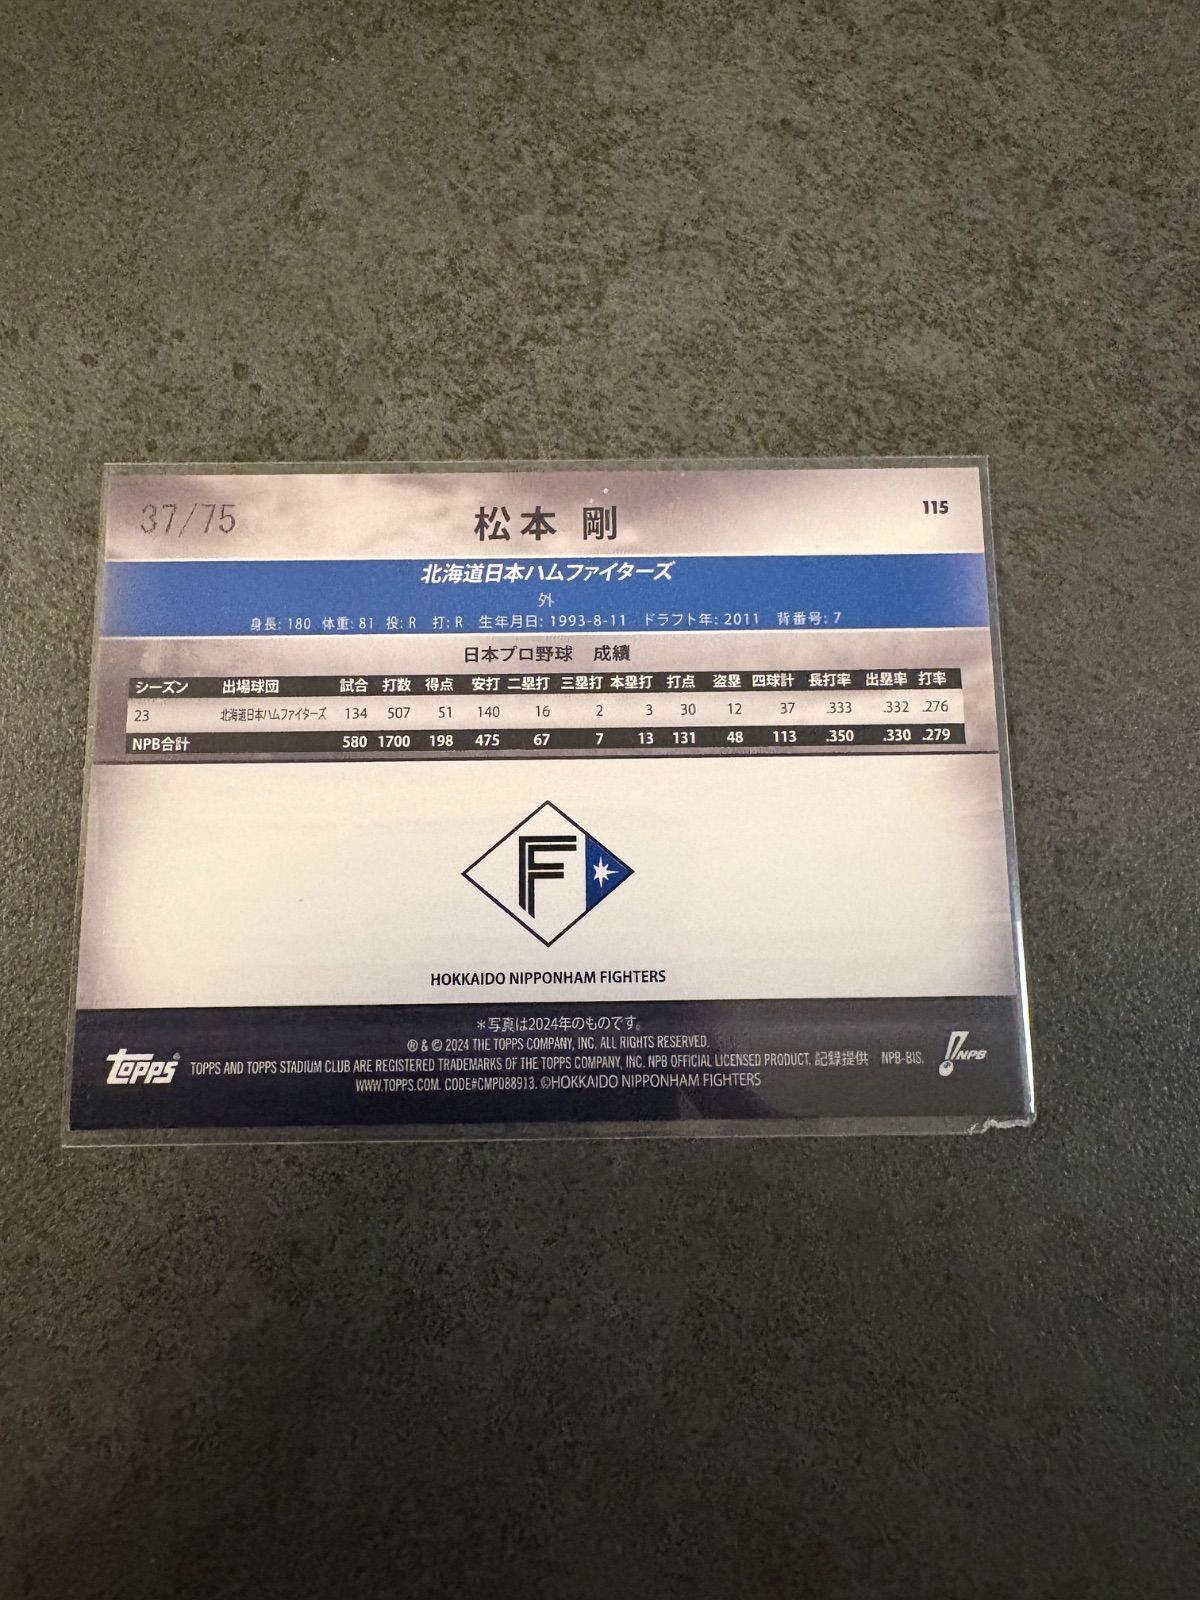 37/75
松本 剛
115
北海道日本ハムファイターズ
外
身長: 180 体重: 81 投: R 打: R 生年月日: 1993-8-11 ドラフト年: 2011 背番号: 7
日本プロ野球 成績
シーズン 出場球団 試合 打数 得点 安打 二塁打 三塁打 本塁打 打点 盗塁 四球計 長打率 出塁率 打率
23 北海道日本ハムファイターズ 134 507 51 140 16 2 3 30 12 37 .333 .332 .276
NPB合計 580 1700 198 475 67 7 13 131 48 113 .350 .330 .279
F
HOKKAIDO NIPPONHAM FIGHTERS
*写真は2024年のものです。
® & © 2024 THE TOPPS COMPANY, INC. ALL RIGHTS RESERVED.
topps®
TOPPS AND TOPPS STADIUM CLUB ARE REGISTERED TRADEMARKS OF THE TOPPS COMPANY, INC. NPB OFFICIAL LICENSED PRODUCT. 記録提供 NPB-BIS.
NPB
WWW.TOPPS.COM. CODE#CMP088913. ©HOKKAIDO NIPPONHAM FIGHTERS